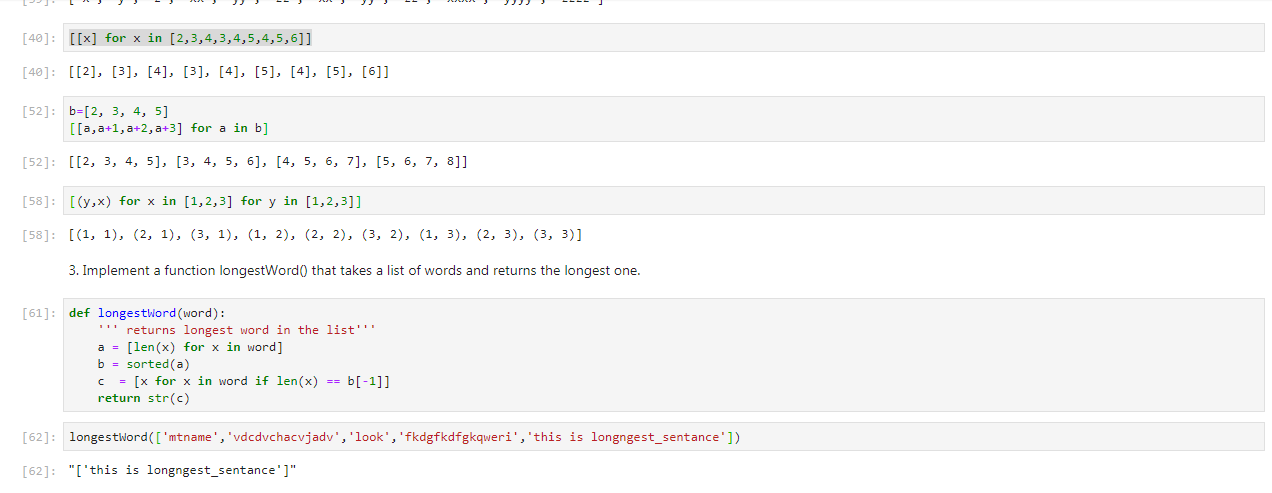 [40]: [[x] for x in [2,3,4,3,4,5,4,5,6]]
[40]: [[2], [3], [4], [3], [4], [5], [4], [5], [6]]
[52]: b=[2, 3, 4, 5]
[[a,a+1,a+2,a+3] for a in b]
[52]: [[2, 3, 4, 5], [3, 4, 5, 6], [4, 5, 6, 7], [5, 6, 7, 8]]
[58]: [(y,x) for x in [1,2,3] for y in [1,2,3]]
[58]: [(1, 1), (2, 1), (3, 1), (1, 2), (2, 2), (3, 2), (1, 3), (2, 3), (3, 3)]
3. Implement a function longestWord() that takes a list of words and returns the longest one.
[61]: def longestWord(word):
''' returns longest word in the list'''
a = [len(x) for x in word]
b = sorted(a)
c  = [x for x in word if len(x) == b[-1]]
return str(c)
[62]: longestWord(['mtname','vdcdvchacvjadv','look','fkdgfkdfgkqweri','this is longngest_sentance'])
[62]: "['this is longngest_sentance']"